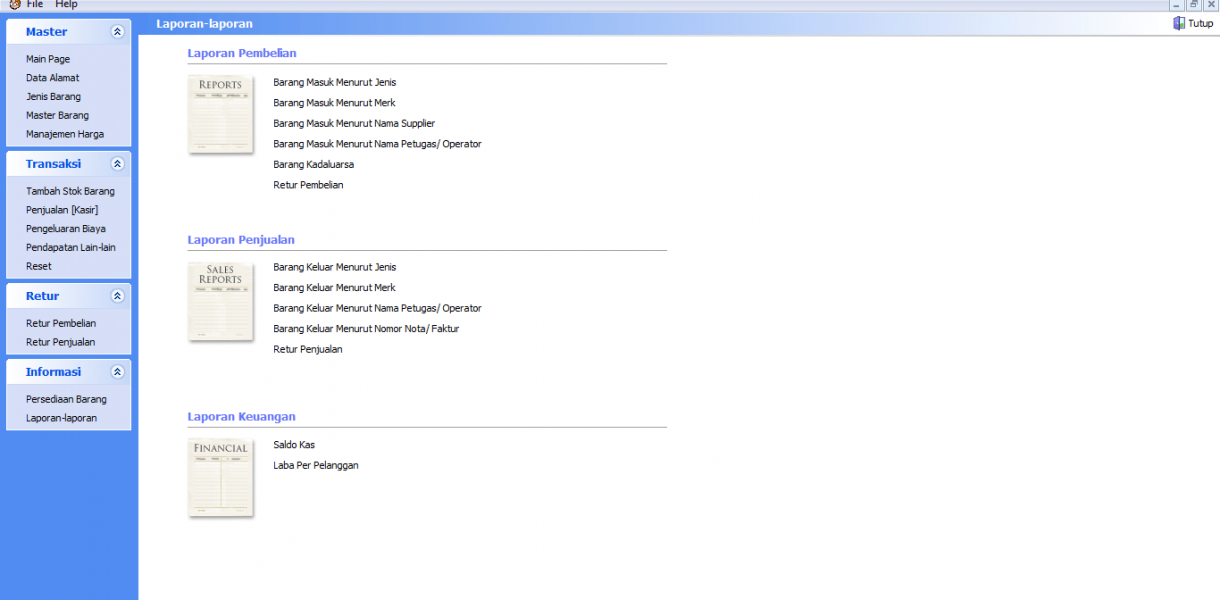 File Help
Laporan-laporan
Tutup
Master
Main Page
Data Alamat
Jenis Barang
Master Barang
Manajemen Harga
Transaksi
Tambah Stok Barang
Penjualan [Kasir]
Pengeluaran Biaya
Pendapatan Lain-lain
Reset
Retur
Retur Pembelian
Retur Penjualan
Informasi
Persediaan Barang
Laporan-laporan
Laporan Pembelian
REPORTS
Barang Masuk Menurut Jenis
Barang Masuk Menurut Merk
Barang Masuk Menurut Nama Supplier
Barang Masuk Menurut Nama Petugas/ Operator
Barang Kadaluarsa
Retur Pembelian
Laporan Penjualan
SALES
REPORTS
Barang Keluar Menurut Jenis
Barang Keluar Menurut Merk
Barang Keluar Menurut Nama Petugas/ Operator
Barang Keluar Menurut Nomor Nota/ Faktur
Retur Penjualan
Laporan Keuangan
FINANCIAL
Saldo Kas
Laba Per Pelanggan